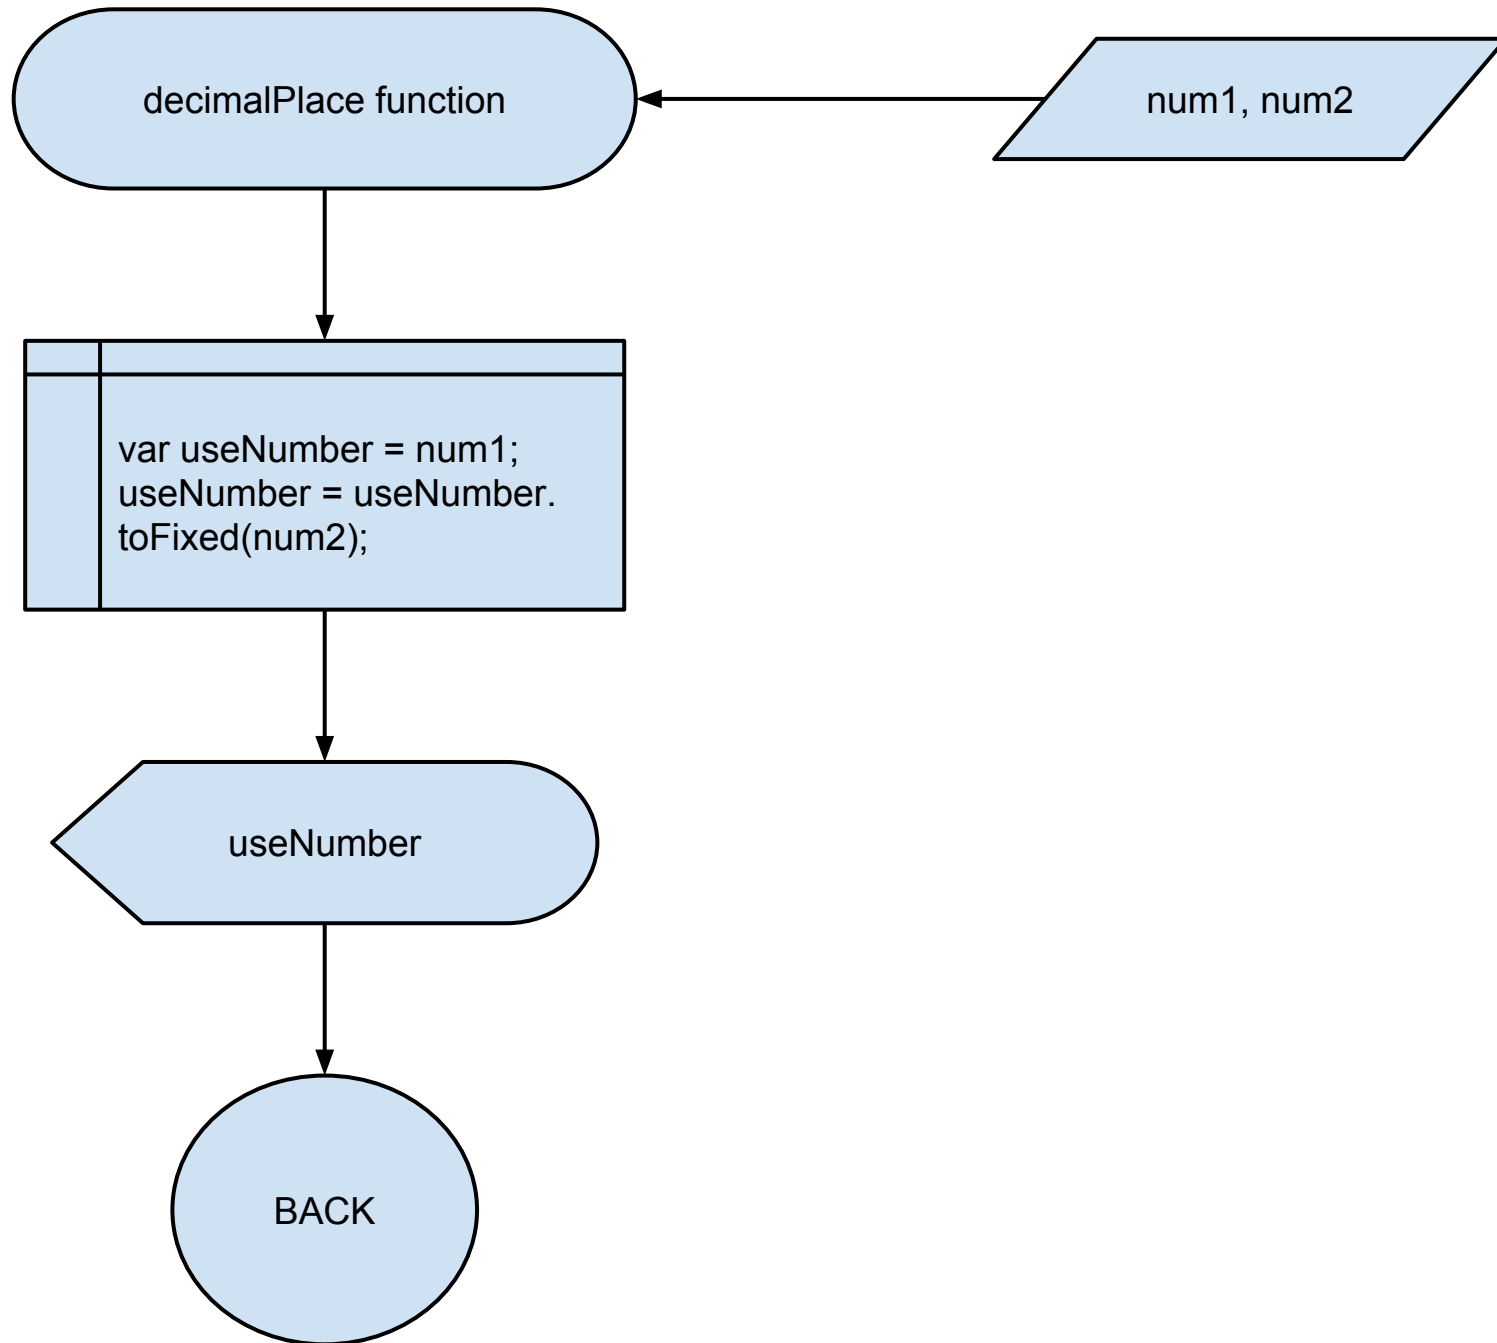 decimalPlace function
num1, num2
var useNumber = num1;
useNumber = useNumber.
toFixed(num2);
useNumber
BACK